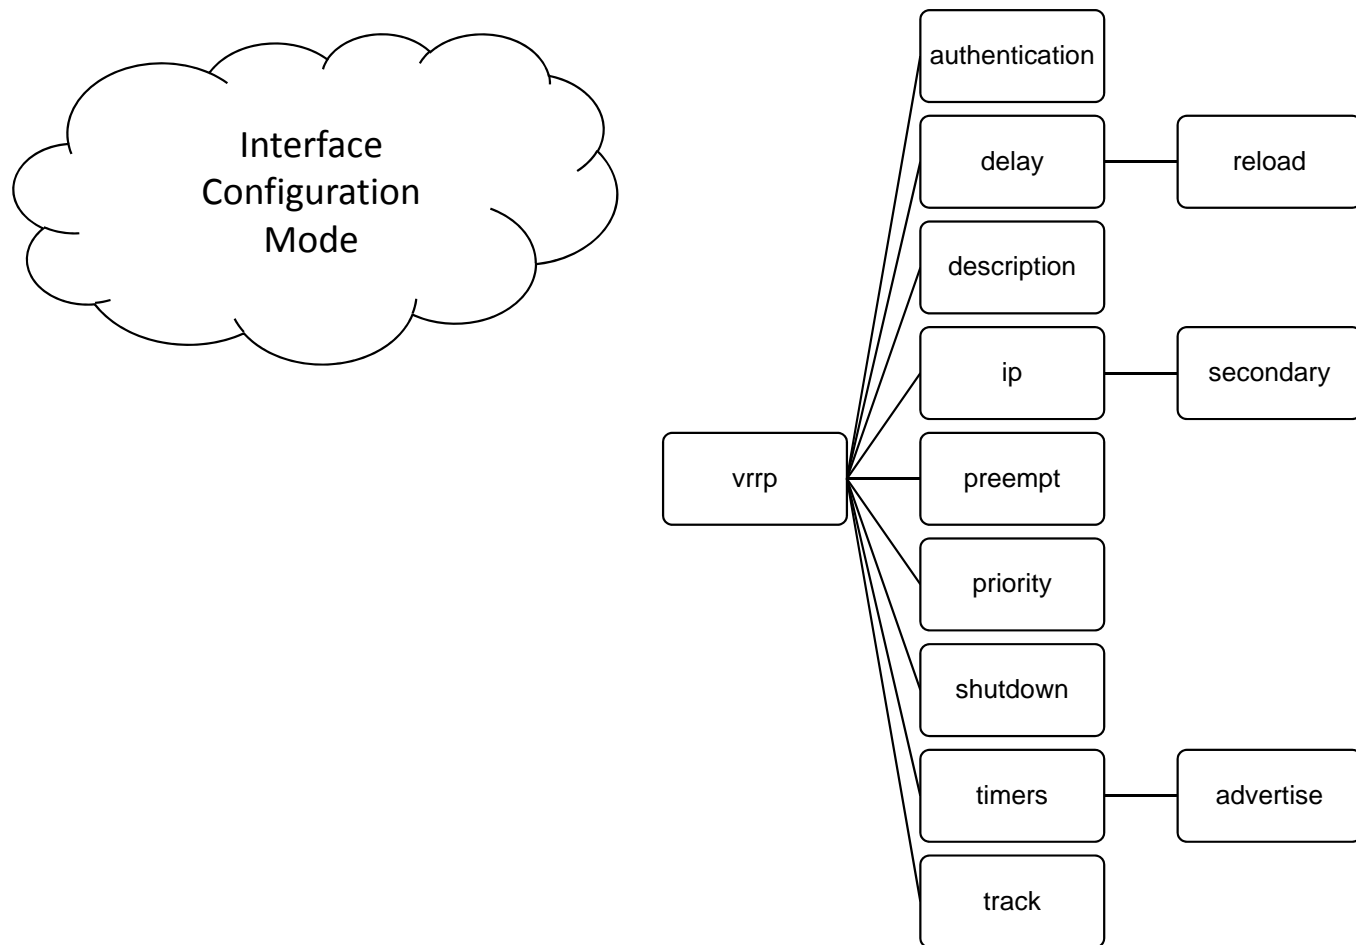 Interface
Configuration
Mode
vrrp
authentication
delay
reload
description
ip
secondary
preempt
priority
shutdown
timers
advertise
track